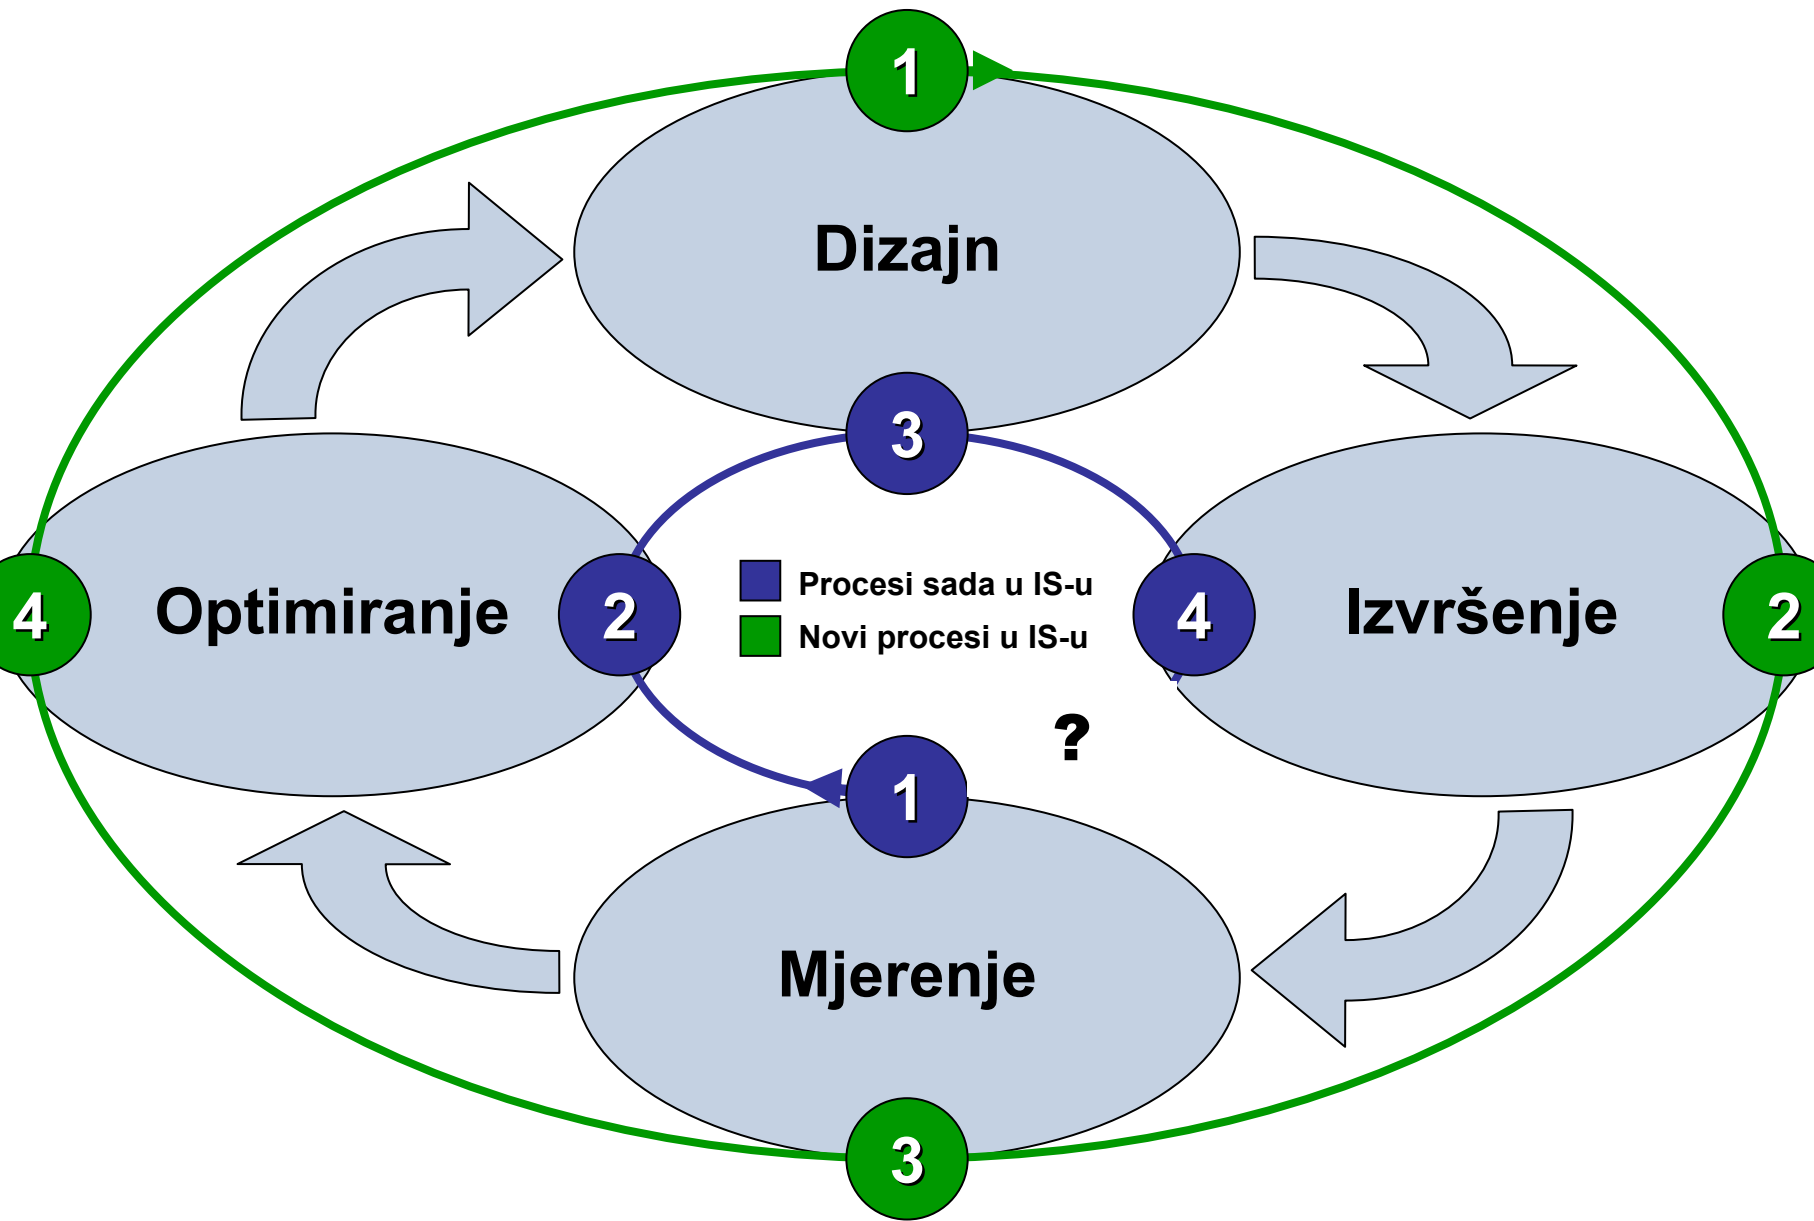 1
Dizajn
3
Optimiranje
4
2
Procesi sada u IS-u
Novi procesi u IS-u
4
Izvršenje
2
?
1
Mjerenje
3